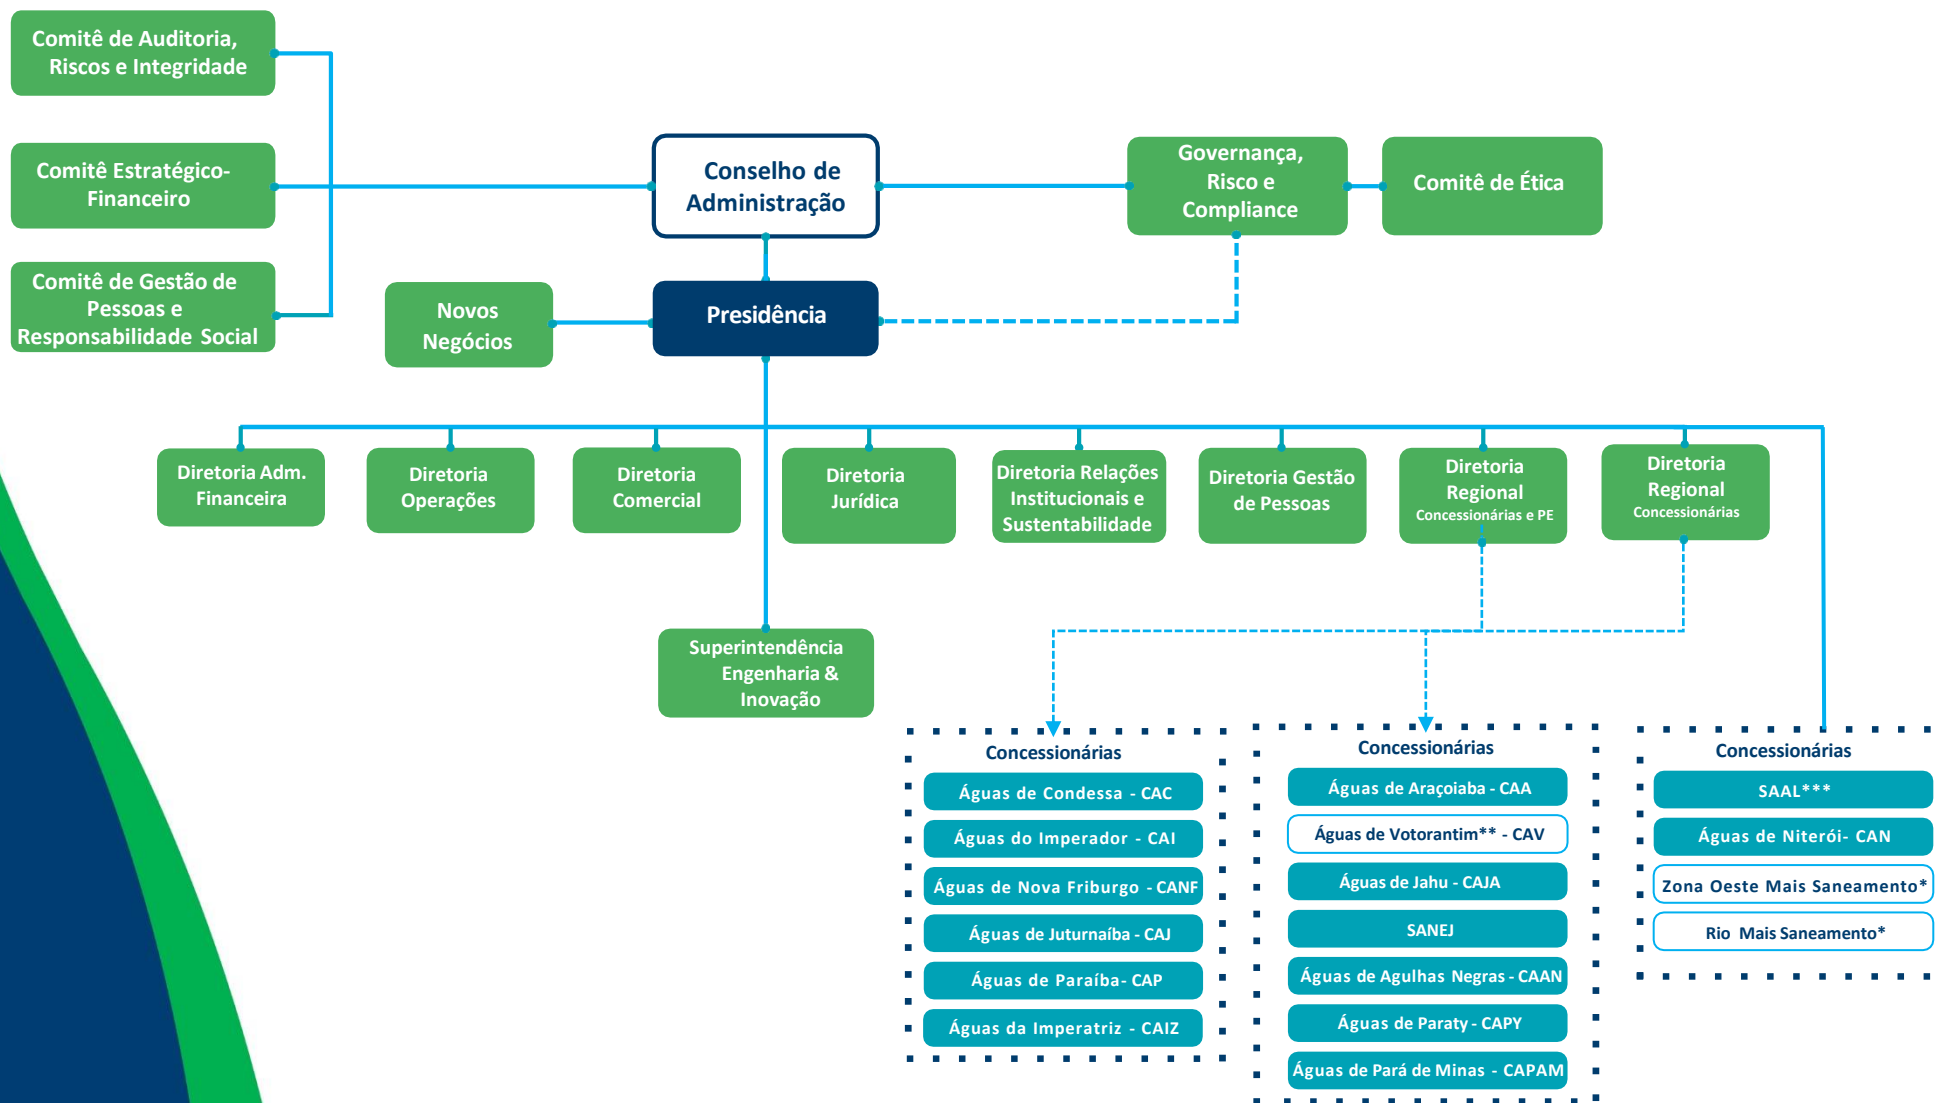 Comitê de Auditoria,
Riscos e Integridade
Comitê Estratégico-
Financeiro
Comitê de Gestão de
Pessoas e
Responsabilidade Social
Conselho de
Administração
Governança,
Risco e
Compliance
Comitê de Ética
Novos
Negócios
Presidência
Diretoria Adm.
Financeira
Diretoria
Operações
Diretoria
Comercial
Diretoria
Jurídica
Diretoria Relações
Institucionais e
Sustentabilidade
Diretoria Gestão
de Pessoas
Diretoria
Regional
Concessionárias e PE
Diretoria
Regional
Concessionárias
Superintendência
Engenharia &
Inovação
Concessionárias
Águas de Condessa - CAC
Águas do Imperador - CAI
Águas de Nova Friburgo - CANF
Águas de Juturnaíba - CAJ
Águas de Paraíba- CAP
Águas da Imperatriz - CAIZ
Concessionárias
Águas de Araçoiaba - CAA
Águas de Votorantim** - CAV
Águas de Jahu - CAJA
SANEJ
Águas de Agulhas Negras - CAAN
Águas de Paraty - CAPY
Águas de Pará de Minas - CAPAM
Concessionárias
SAAL***
Águas de Niterói- CAN
Zona Oeste Mais Saneamento*
Rio Mais Saneamento*